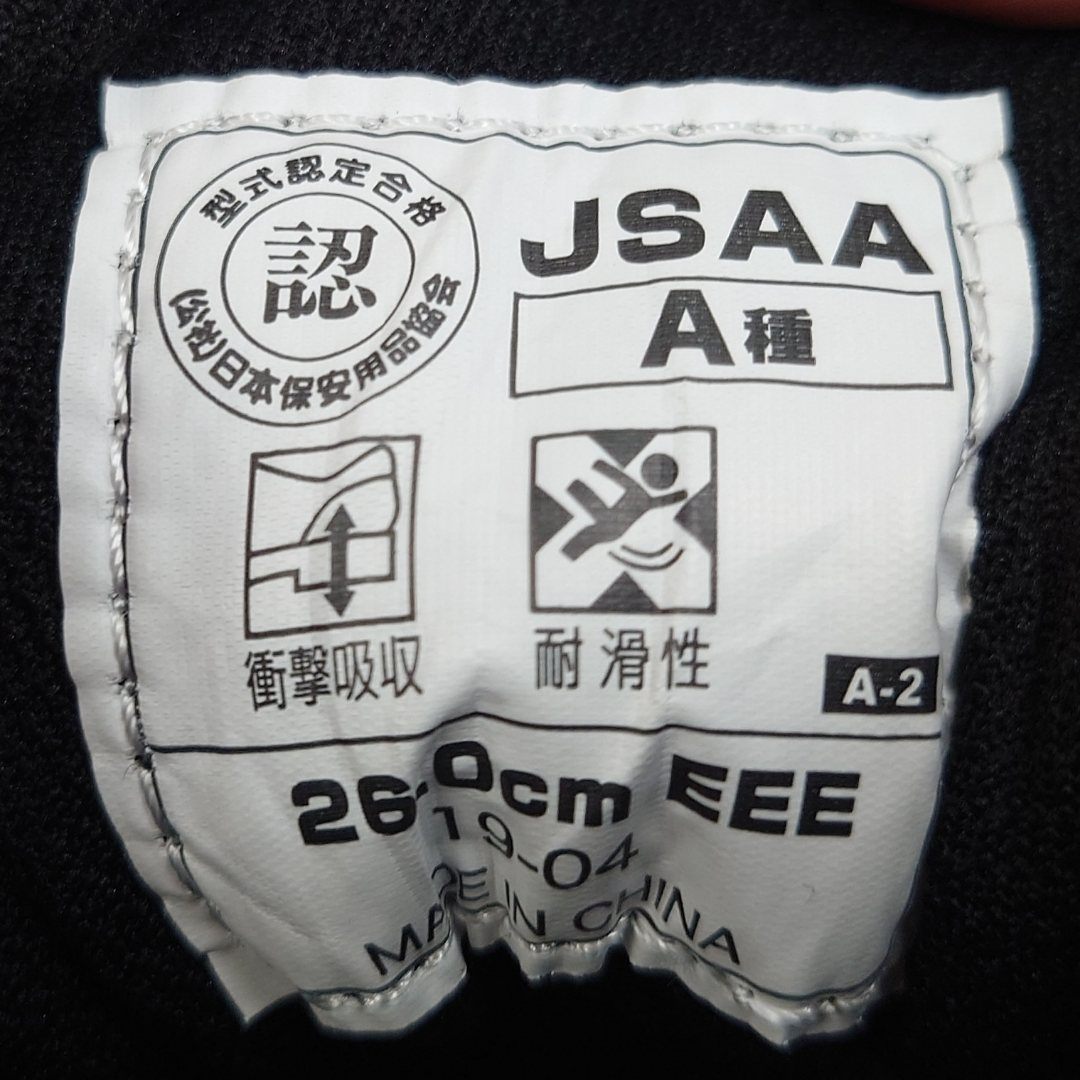 型式認定合格
認
(公社)日本保安用品協会
JSAA
A種
衝撃吸収
耐滑性
A-2
26.0cm EEE
19-04
MADE IN CHINA